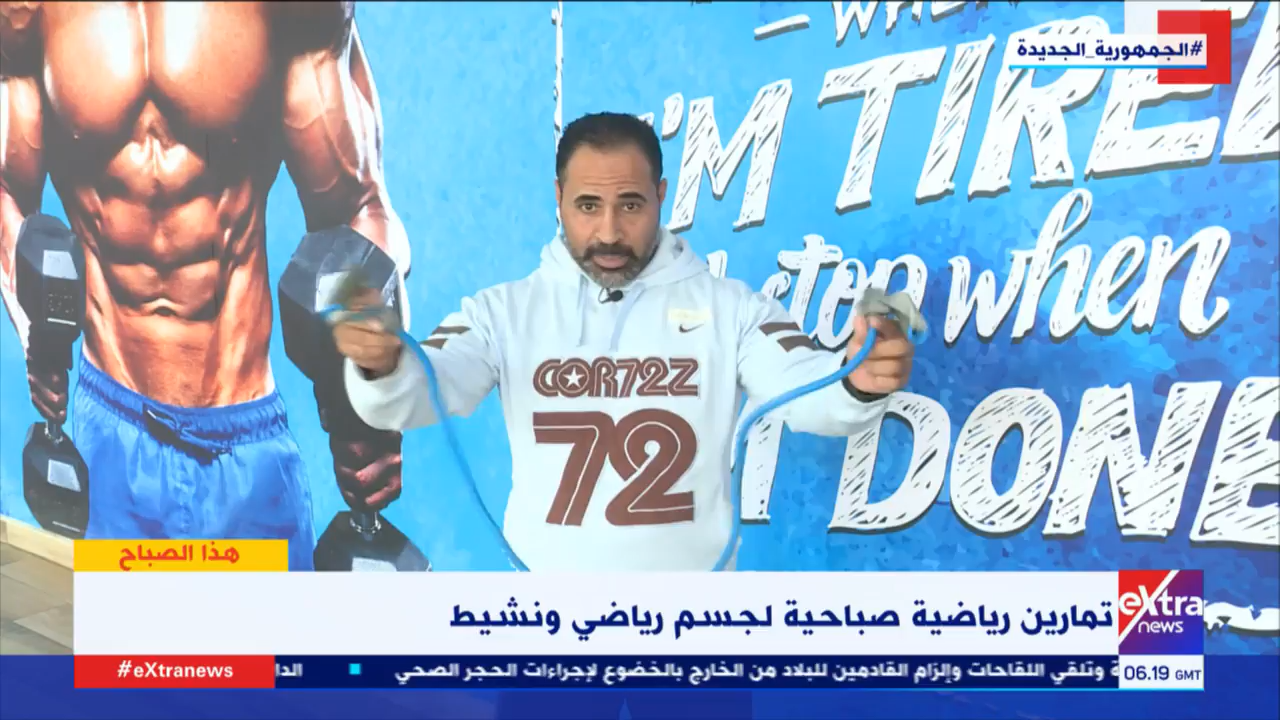 #الجمهورية_الجديدة
I'M TIRED
stop when
DONE
COR72Z
72
هذا الصباح
تمارين رياضية صباحية لجسم رياضي ونشيط
eXtra
news
#eXtranews
وتلقي اللقاحات وإلزام القادمين للبلاد من الخارج بالخضوع لإجراءات الحجر الصحي
06.19 GMT